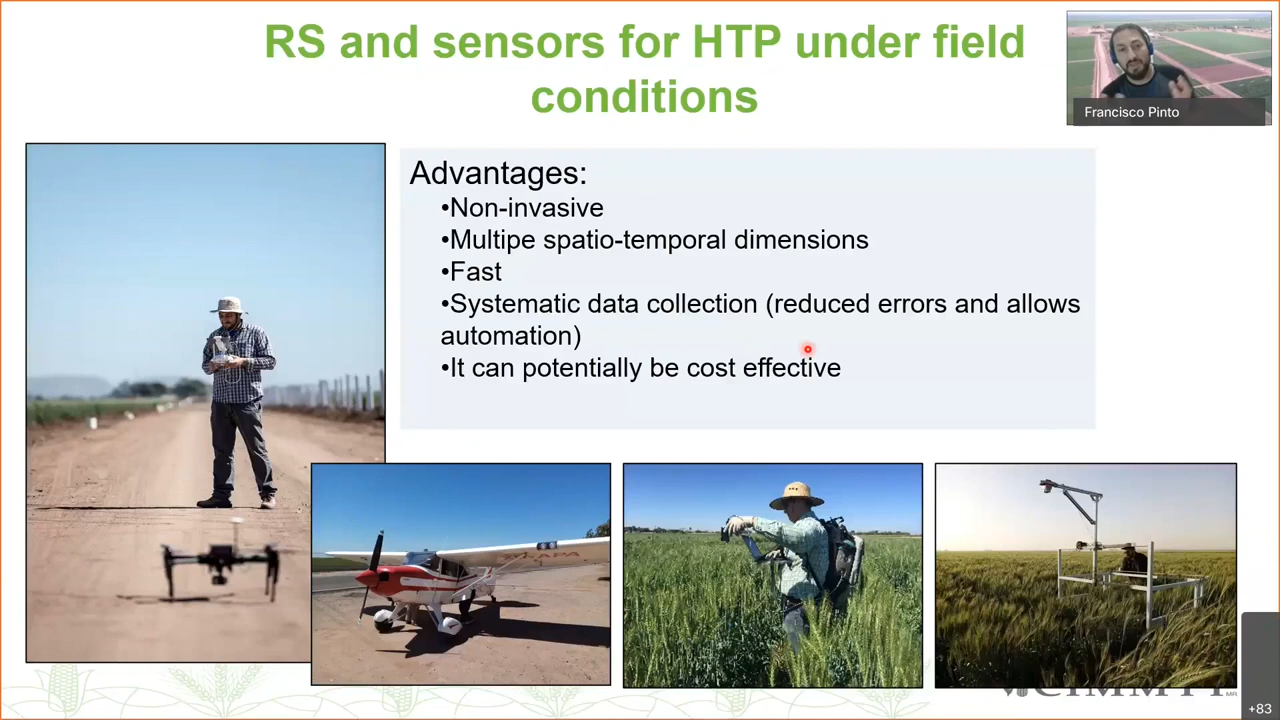 RS and sensors for HTP under field
conditions
Francisco Pinto
Advantages:
•Non-invasive
•Multipe spatio-temporal dimensions
•Fast
•Systematic data collection (reduced errors and allows
automation)
•It can potentially be cost effective
+83